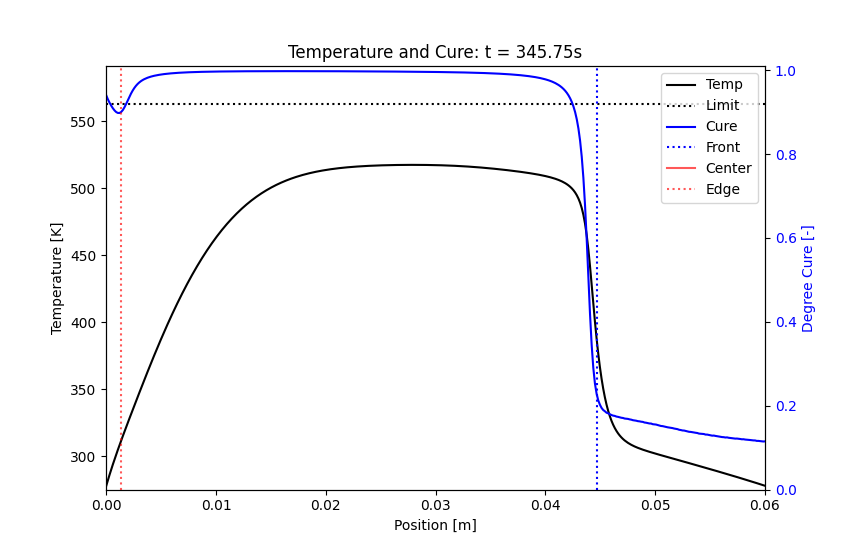 Temperature and Cure: t = 345.75s
Temp
Limit
Cure
Front
Center
Edge
Temperature [K]
550
500
450
400
350
300
Degree Cure [-]
1.0
0.8
0.6
0.4
0.2
0.0
0.00 0.01 0.02 0.03 0.04 0.05 0.06
Position [m]